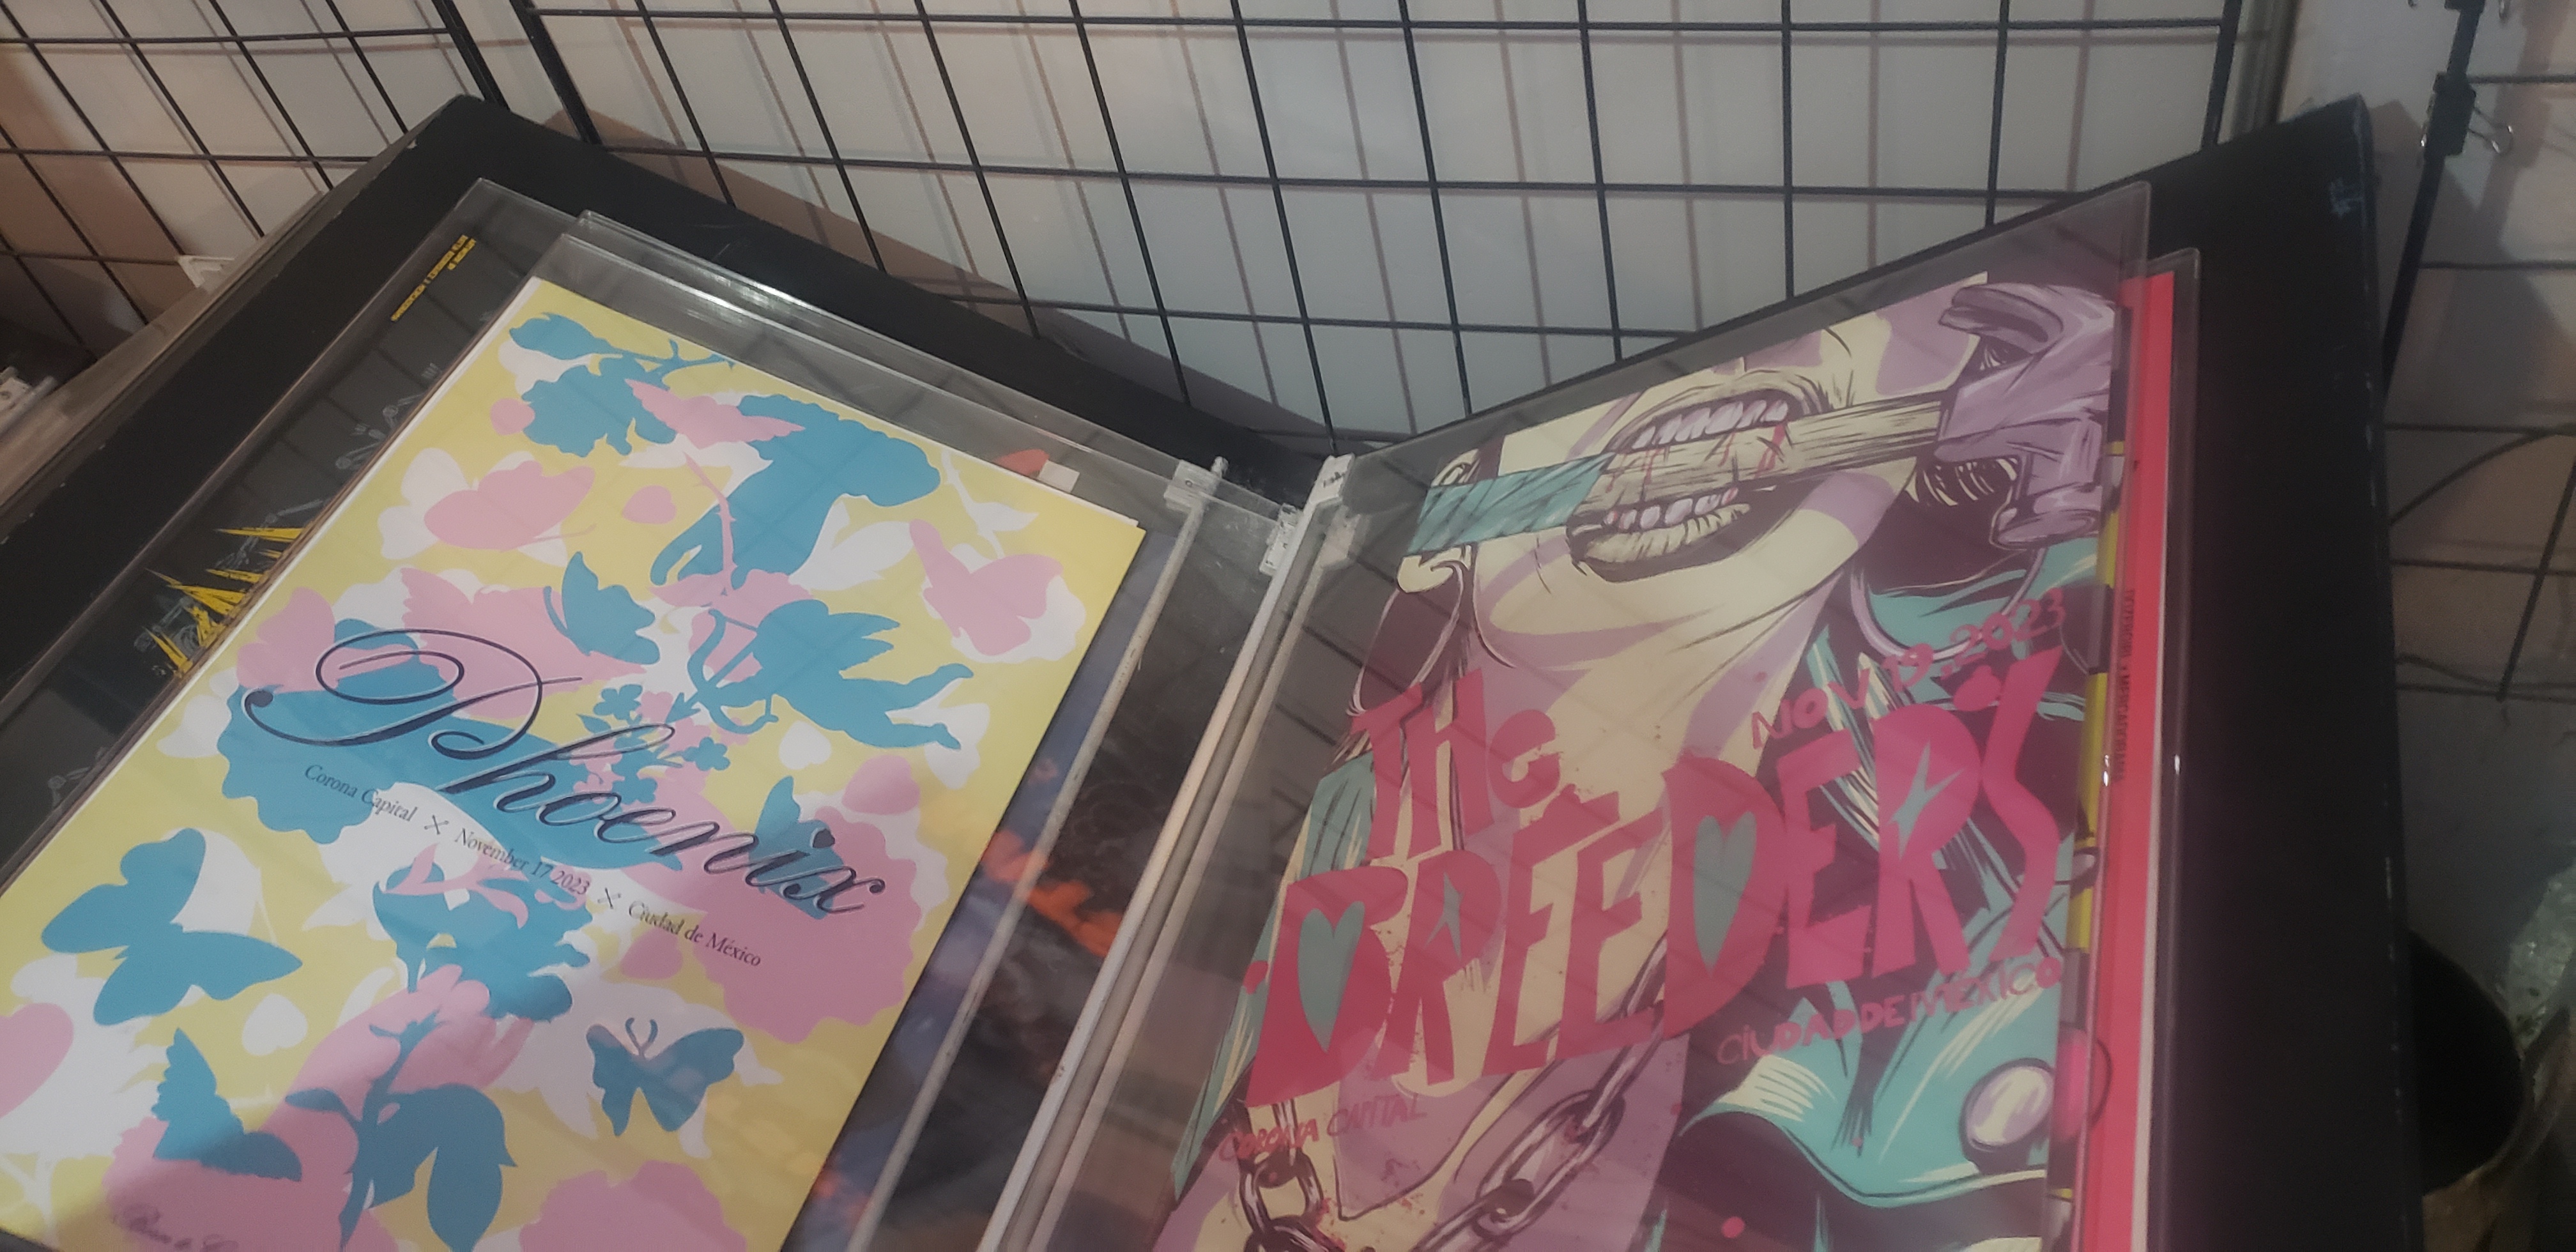 Phoenix
Corona Capital × November 17 2023 × Ciudad de México
NOV 19.2023
THE
BREEDERS
CIUDAD DE MEXICO
CORONA CAPITAL